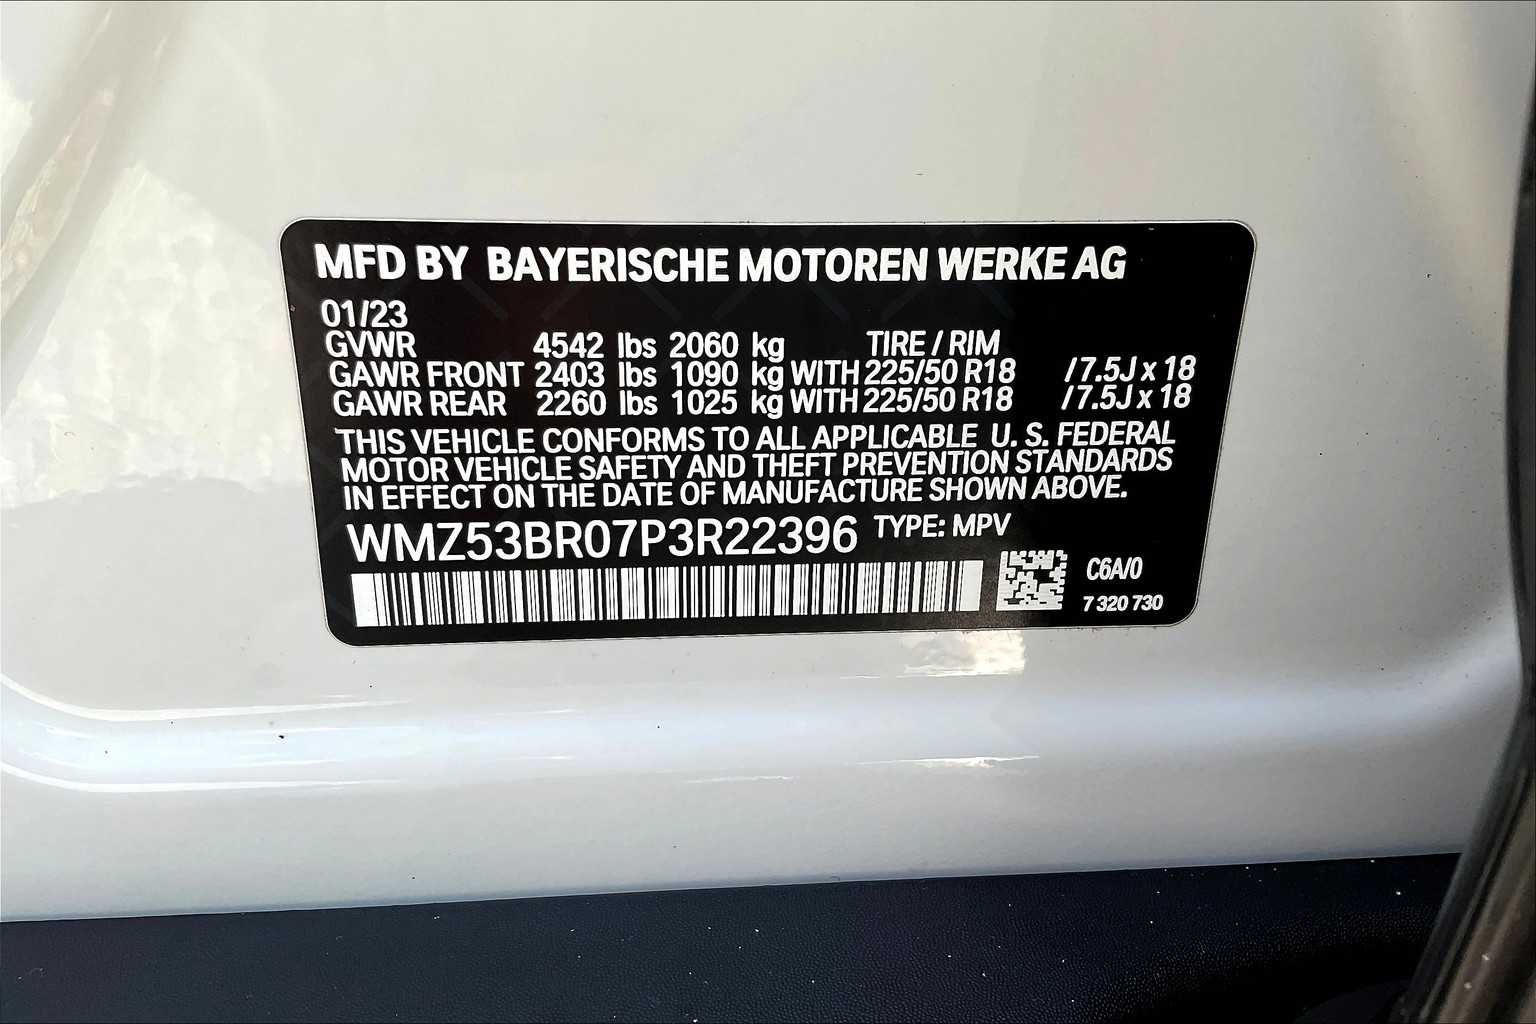 MFD BY BAYERISCHE MOTOREN WERKE AG
01/23
GVWR 4542 lbs 2060 kg TIRE / RIM
GAWR FRONT 2403 lbs 1090 kg WITH 225/50 R18 /7.5J x 18
GAWR REAR 2260 lbs 1025 kg WITH 225/50 R18 /7.5J x 18
THIS VEHICLE CONFORMS TO ALL APPLICABLE U. S. FEDERAL
MOTOR VEHICLE SAFETY AND THEFT PREVENTION STANDARDS
IN EFFECT ON THE DATE OF MANUFACTURE SHOWN ABOVE.
WMZ53BR07P3R22396 TYPE: MPV
C6A/0
7 320 730